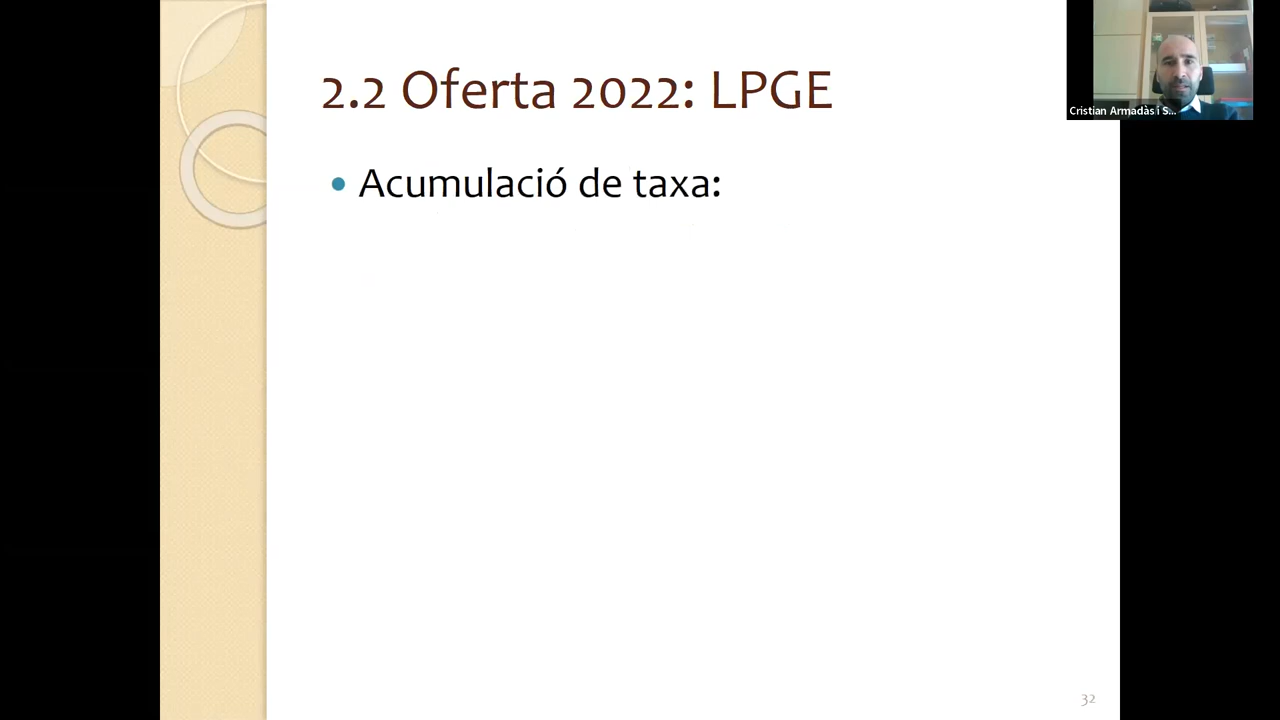 2.2 Oferta 2022: LPGE
Cristian Armadàs i S...
• Acumulació de taxa:
32